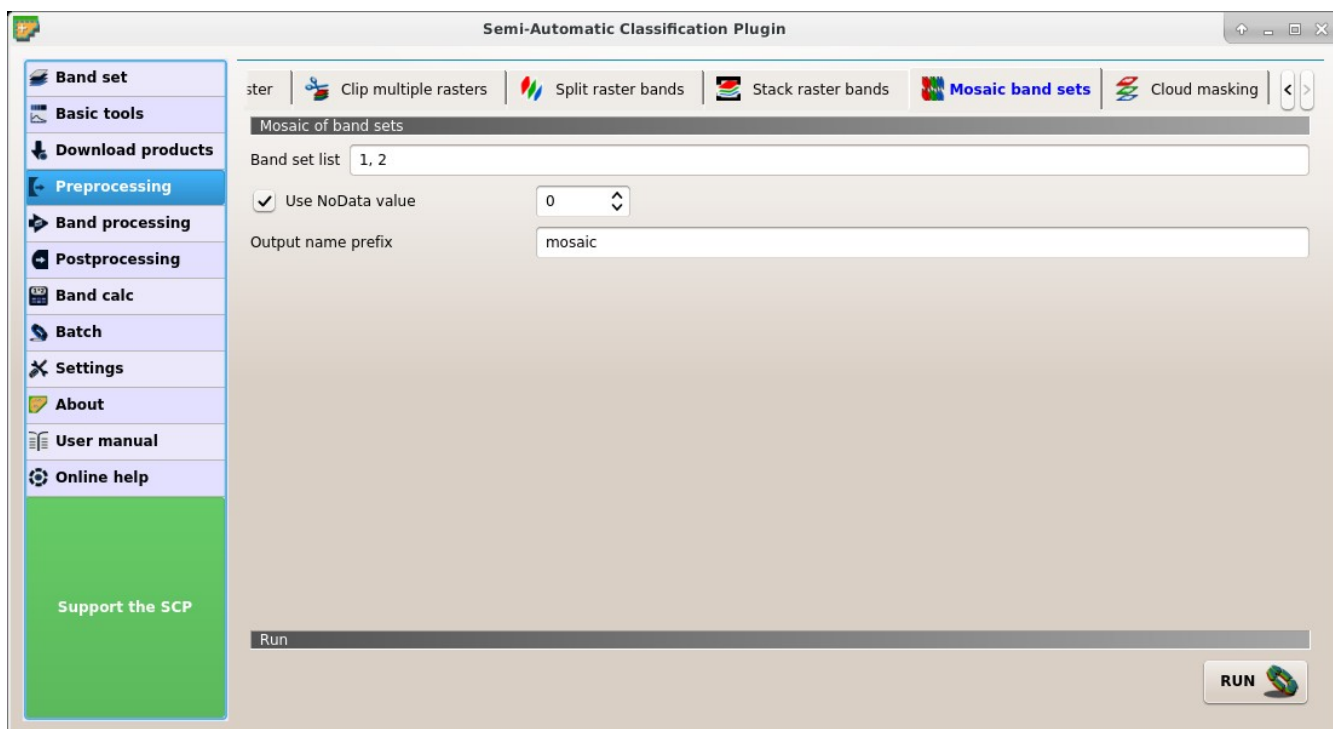 Semi-Automatic Classification Plugin
Band set
Basic tools
Download products
Preprocessing
Band processing
Postprocessing
Band calc
Batch
Settings
About
User manual
Online help
Support the SCP
ster
Clip multiple rasters
Split raster bands
Stack raster bands
Mosaic band sets
Cloud masking
Mosaic of band sets
Band set list 1, 2
Use NoData value 0
Output name prefix mosaic
Run
RUN